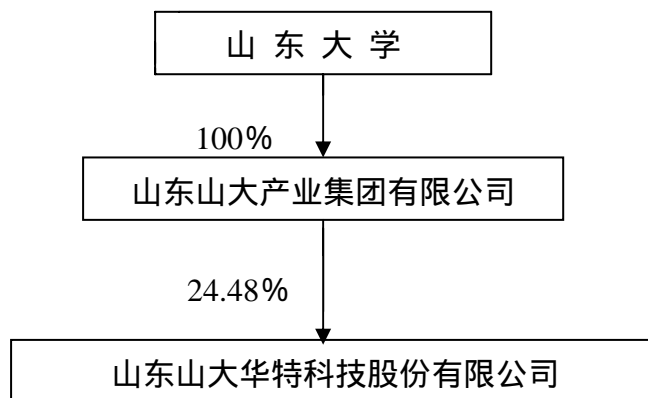 山 东 大 学
100%
山东山大产业集团有限公司
24.48%
山东山大华特科技股份有限公司